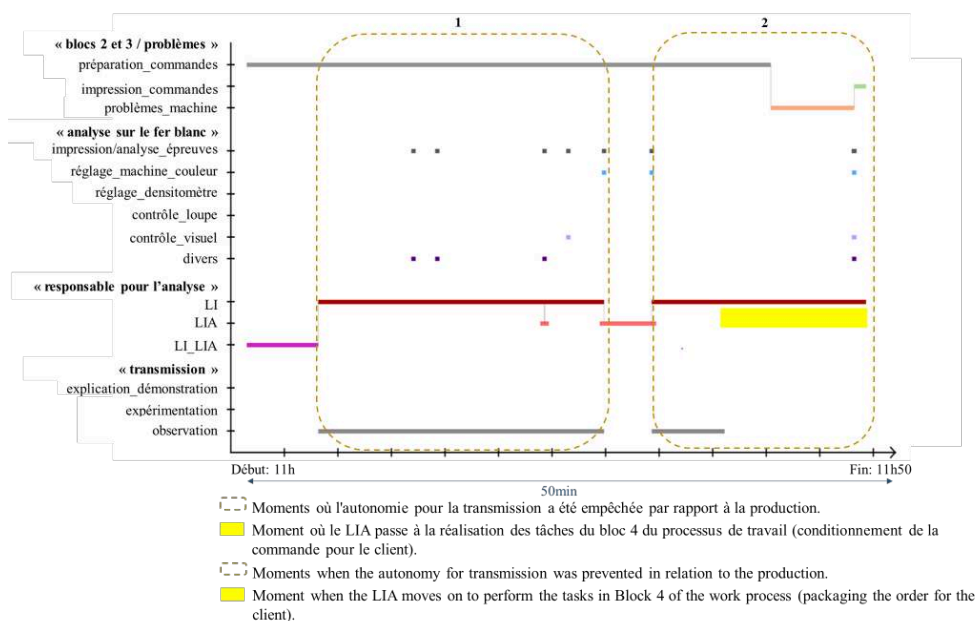 1 2
« blocs 2 et 3 / problèmes »
préparation_commandes
impression_commandes
problèmes_machine
« analyse sur le fer blanc »
impression/analyse_épreuves
réglage_machine_couleur
réglage_densitomètre
contrôle_loupe
contrôle_visuel
divers
« responsable pour l'analyse »
LI
LIA
LI_LIA
« transmission »
explication_démonstration
expérimentation
observation
Début: 11h Fin: 11h50
50min
Moments où l'autonomie pour la transmission a été empêchée par rapport à la production.
Moment où le LIA passe à la réalisation des tâches du bloc 4 du processus de travail (conditionnement de la
commande pour le client).
Moments when the autonomy for transmission was prevented in relation to the production.
Moment when the LIA moves on to perform the tasks in Block 4 of the work process (packaging the order for the
client).